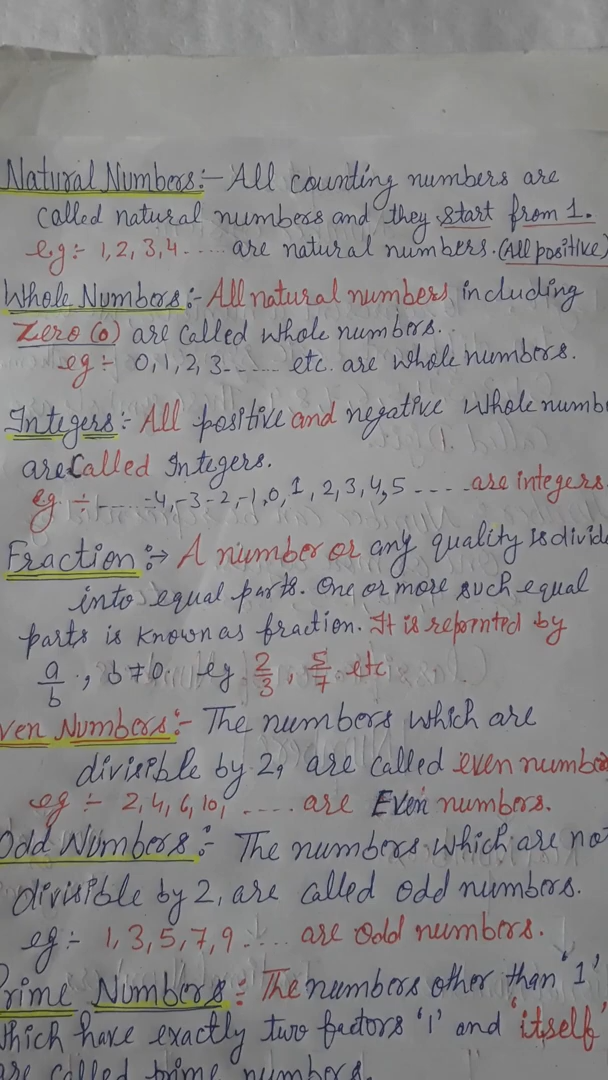 Natural Numbers:- All counting numbers are
called natural numbers and they start from 1.
e.g:- 1,2,3,4..... are natural numbers. (All positive)
Whole Numbers:- All natural numbers including
Zero (0) are called whole numbers.
eg:- 0,1,2,3....... etc. are whole numbers.
Integers:- All positive and negative whole numb
are called Integers.
eg ÷ ......-4,-3-2,-1,0,1,2,3,4,5 .... are integers.
Fraction:→ A number or any quality is divid
into equal parts. One or more such equal
parts is known as fraction. It is repornted by
a/b, b≠0. eg 2/3, 5/7. etc
ven Numbers:- The numbers which are
divisible by 2, are called even number
eg:- 2,4,6,10, ..... are Even numbers.
Odd Numbers:- The numbers which are no
divisible by 2, are called odd numbers.
eg:- 1,3,5,7,9.... are Odd numbers.
rime Numbers:- The numbers other than '1'
which have exactly two factors '1' and 'itself'
are called prime numbers.